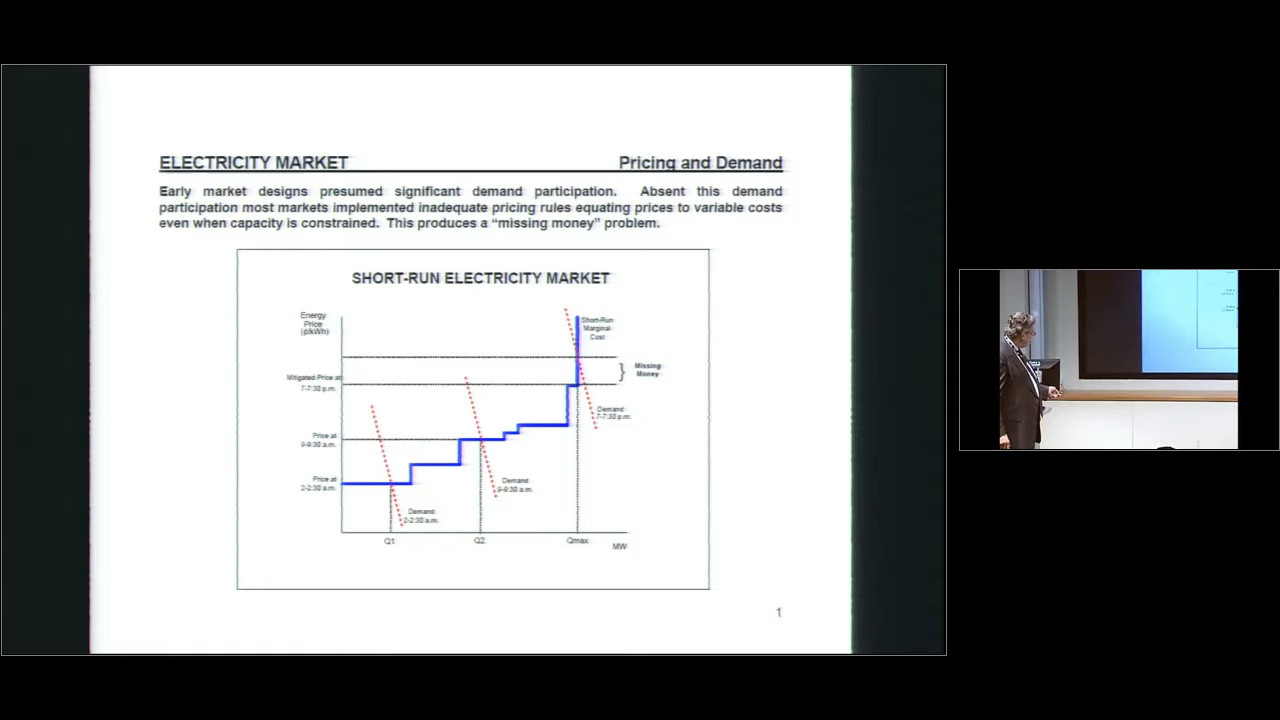 ELECTRICITY MARKET
Pricing and Demand
Early market designs presumed significant demand participation. Absent this demand
participation most markets implemented inadequate pricing rules equating prices to variable costs
even when capacity is constrained. This produces a “missing money” problem.
SHORT-RUN ELECTRICITY MARKET
Energy
Price
(¢/kWh)
Short-Run
Marginal
Cost
Missing
Money
}
Mitigated Price at
7-7:30 p.m.
Demand
7-7:30 p.m.
Price at
9-9:30 a.m.
Price at
2-2:30 a.m.
Demand
9-9:30 a.m.
Demand
2-2:30 a.m.
Q1
Q2
Qmax
MW
1